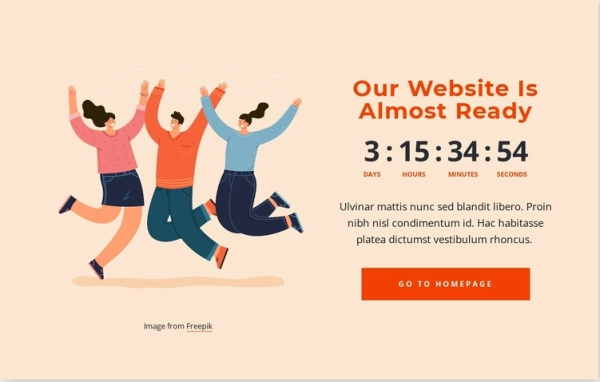 Our Website Is
Almost Ready
3 : 15 : 34 : 54
DAYS HOURS MINUTES SECONDS
Ulvinar mattis nunc sed blandit libero. Proin
nibh nisl condimentum id. Hac habitasse
platea dictumst vestibulum rhoncus.
GO TO HOMEPAGE
Image from Freepik